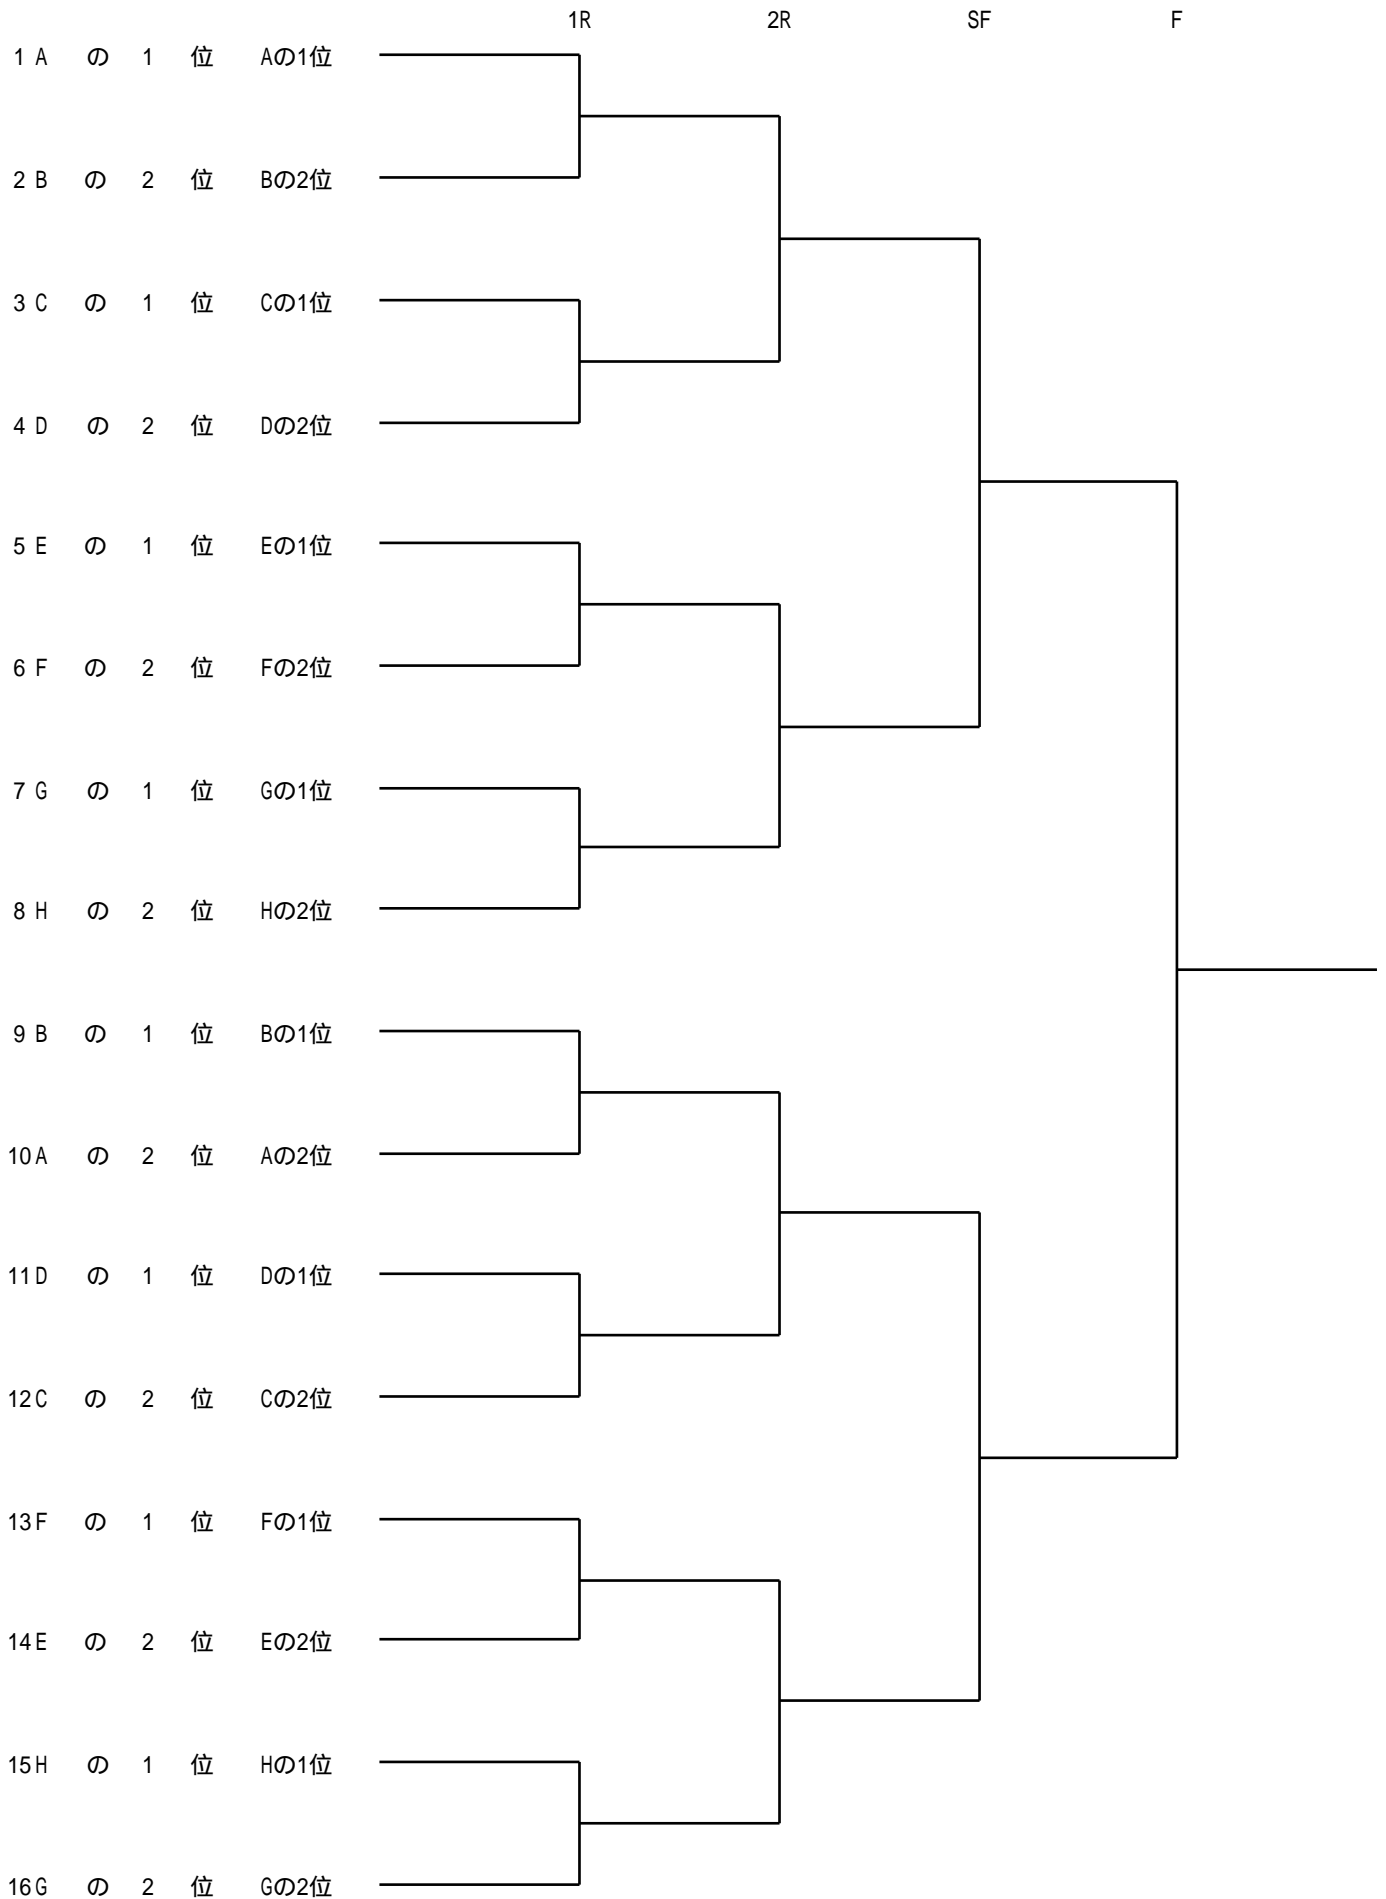 1R 2R SF F
1 A の 1 位 Aの1位
2 B の 2 位 Bの2位
3 C の 1 位 Cの1位
4 D の 2 位 Dの2位
5 E の 1 位 Eの1位
6 F の 2 位 Fの2位
7 G の 1 位 Gの1位
8 H の 2 位 Hの2位
9 B の 1 位 Bの1位
10 A の 2 位 Aの2位
11 D の 1 位 Dの1位
12 C の 2 位 Cの2位
13 F の 1 位 Fの1位
14 E の 2 位 Eの2位
15 H の 1 位 Hの1位
16 G の 2 位 Gの2位